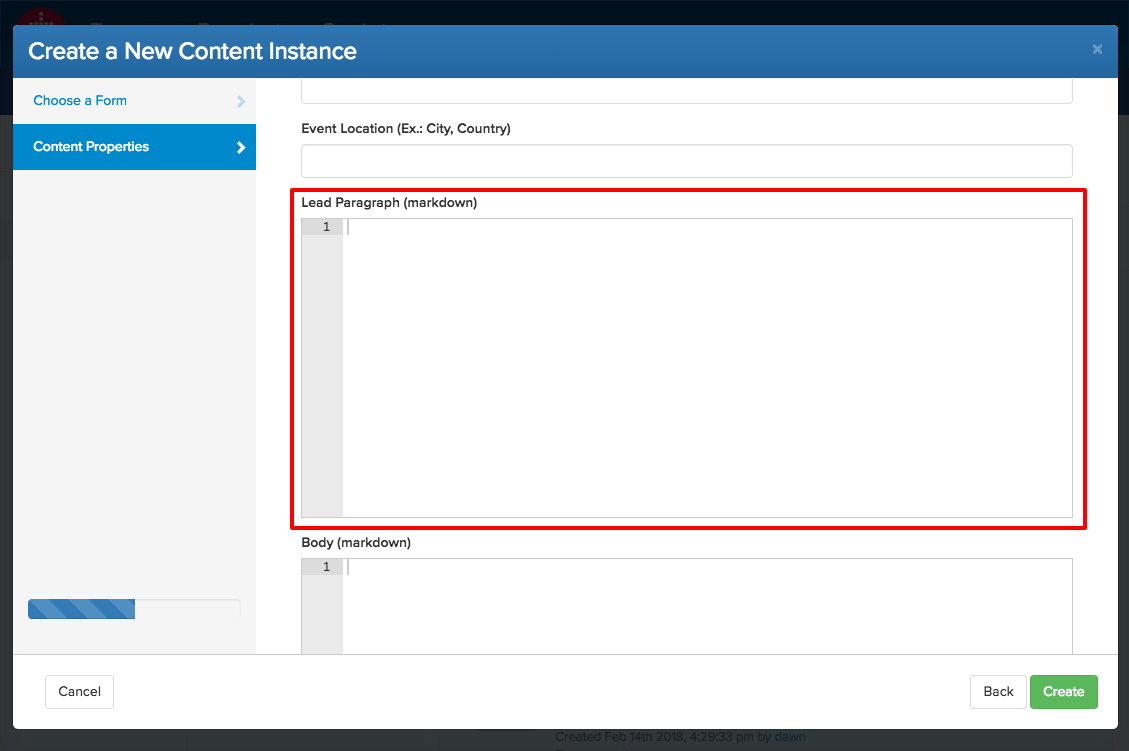 Create a New Content Instance ×
Choose a Form
Content Properties
Event Location (Ex.: City, Country)
Lead Paragraph (markdown)
1
Body (markdown)
1
Cancel
Back
Create
Created Feb 14th 2018, 4:29:33 pm by dawn